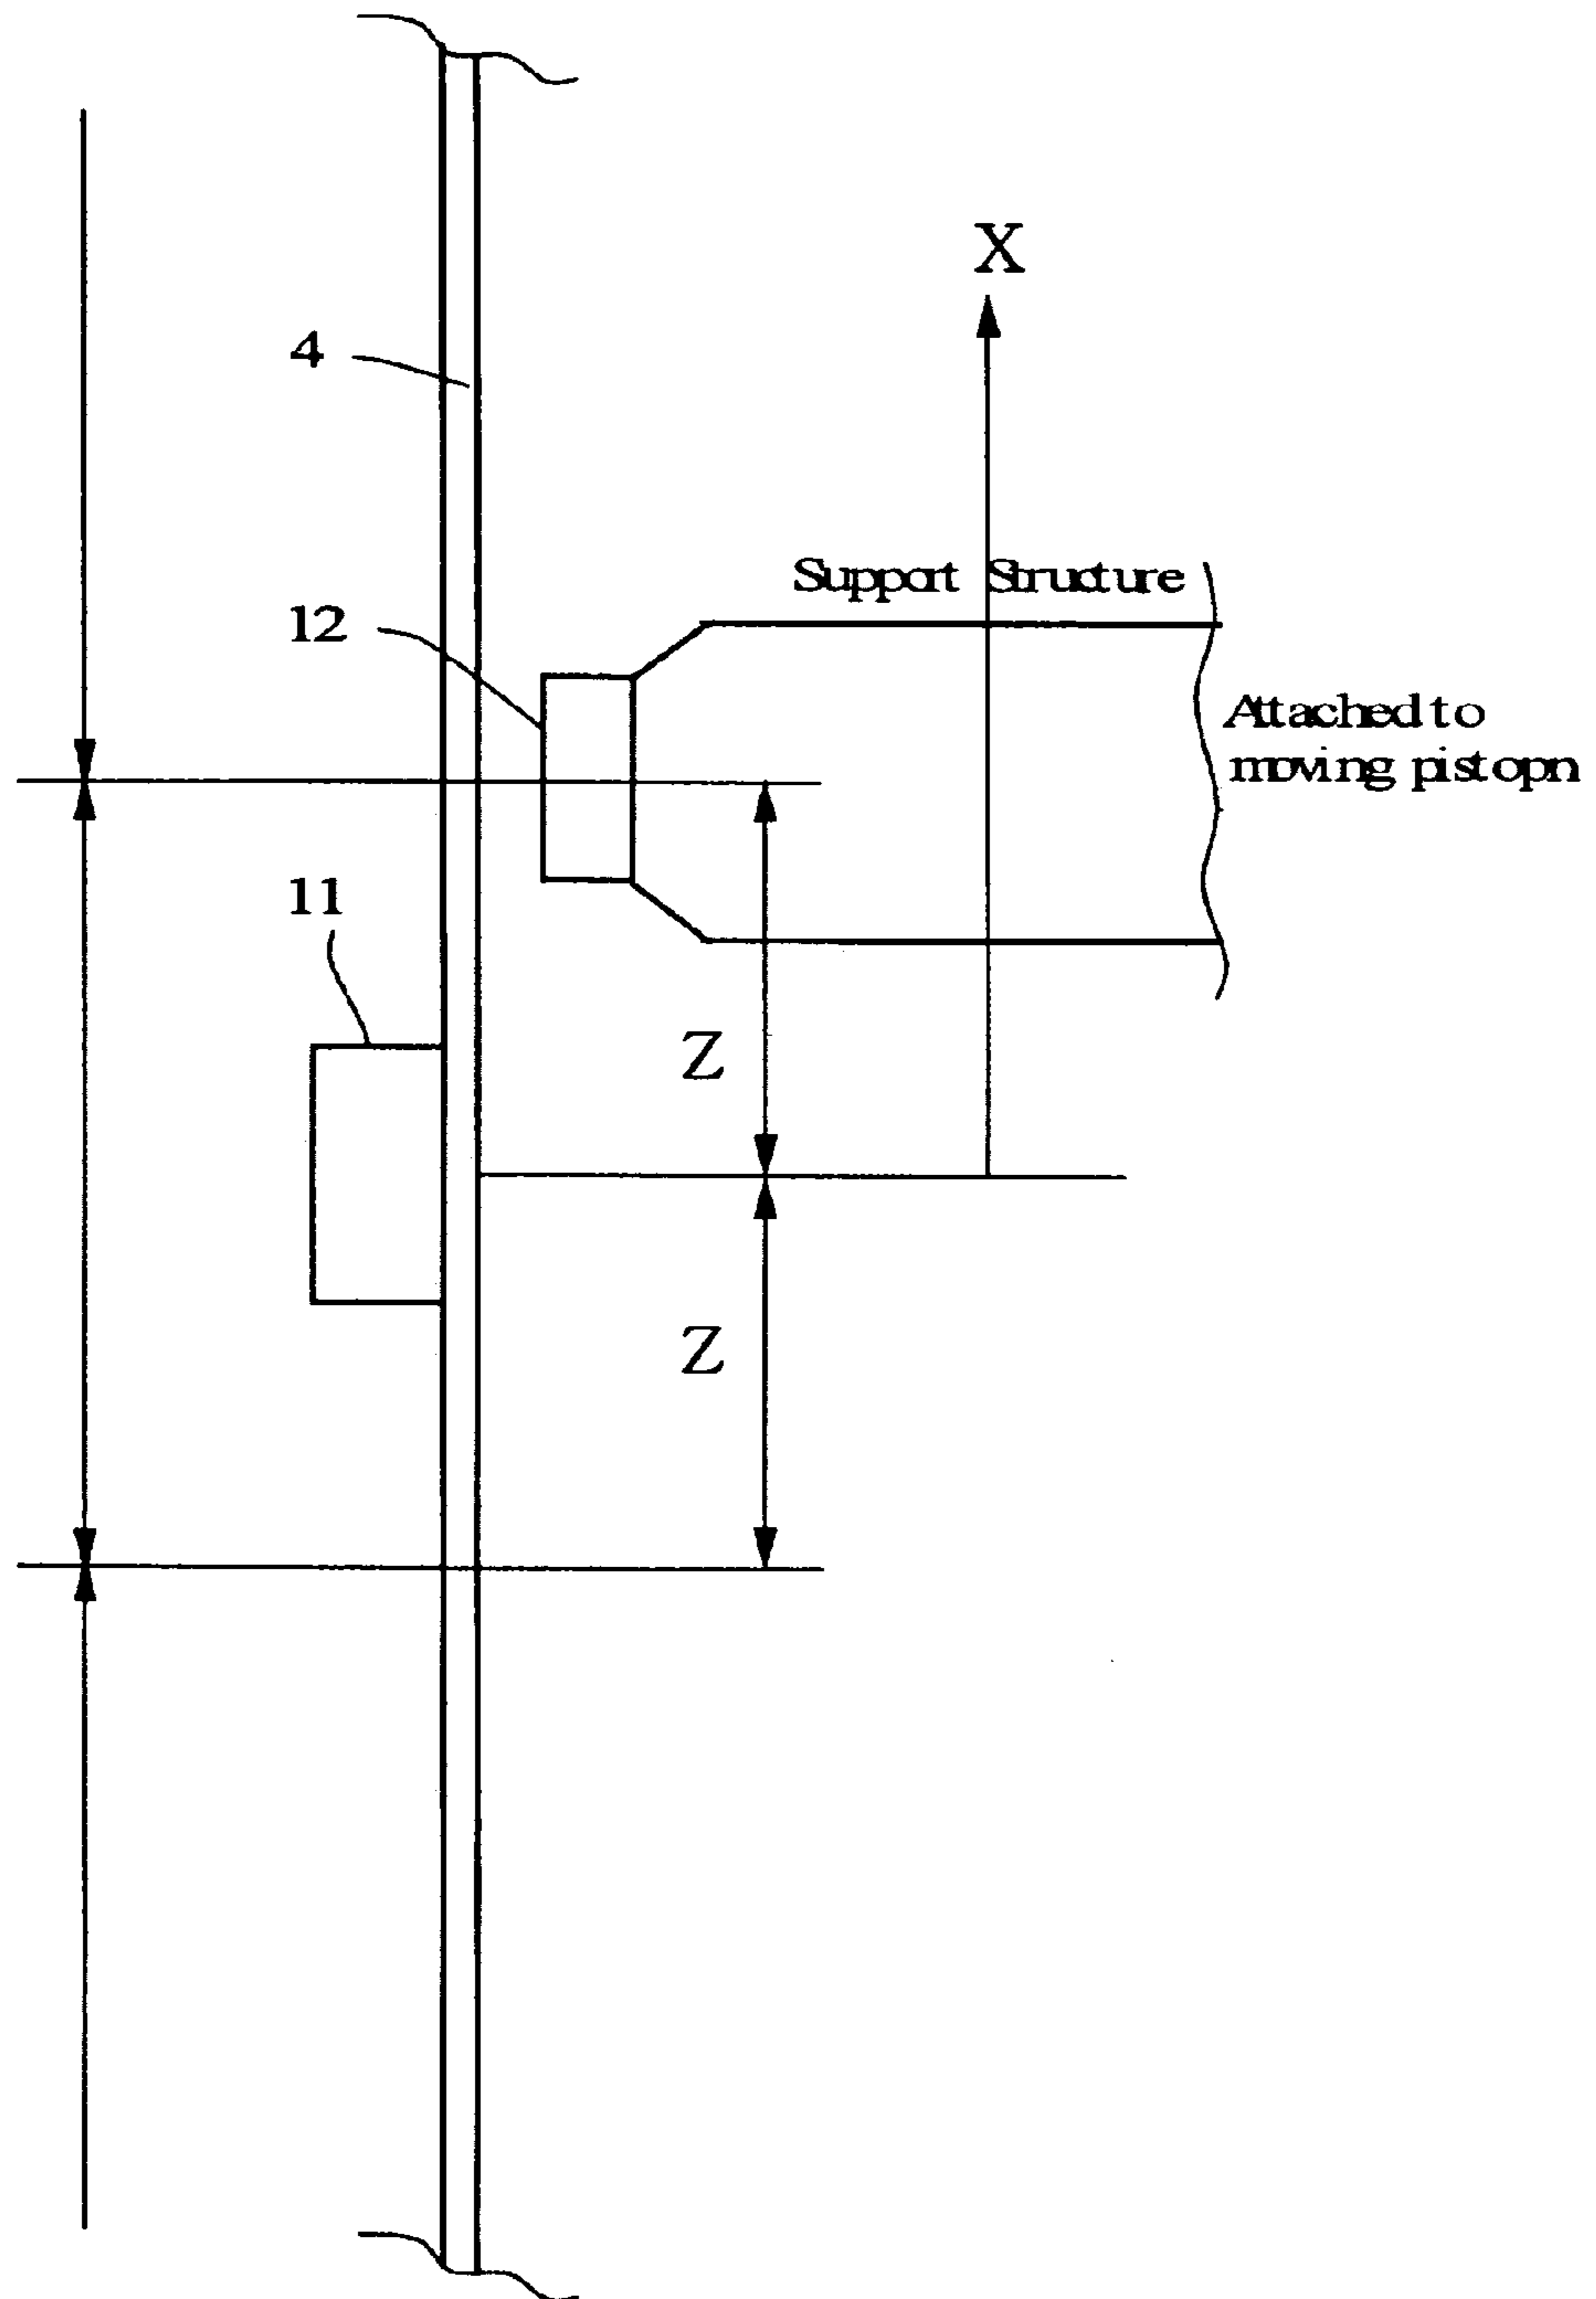 X
4
Support Structure
12
Attached to
moving pistopn
11
Z
Z